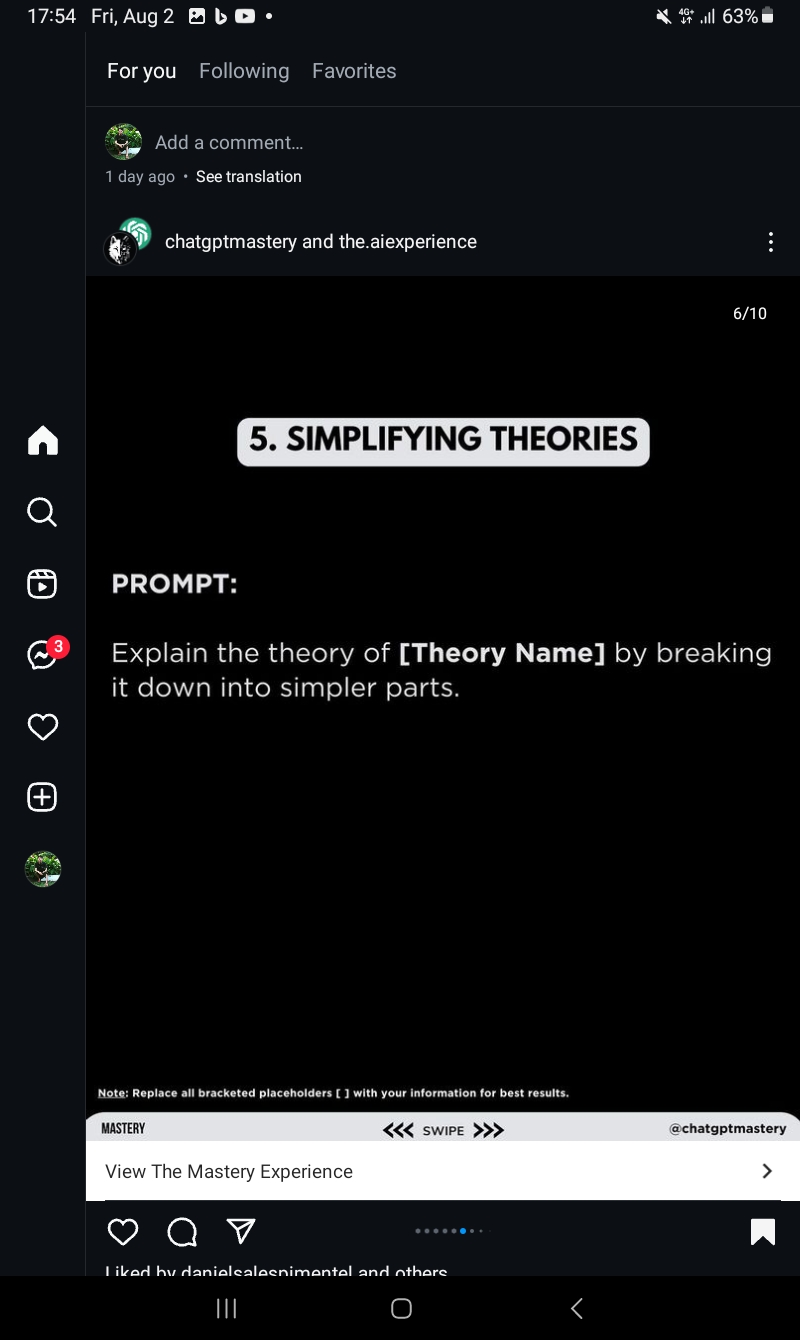 17:54 Fri, Aug 2 4G+ 63%
For you Following Favorites
Add a comment...
1 day ago • See translation
chatgptmastery and the.aiexperience
6/10
5. SIMPLIFYING THEORIES
PROMPT:
Explain the theory of [Theory Name] by breaking
it down into simpler parts.
3
Note: Replace all bracketed placeholders [ ] with your information for best results.
MASTERY <<< SWIPE >>> @chatgptmastery
View The Mastery Experience >
Liked by danielsalespimentel and others